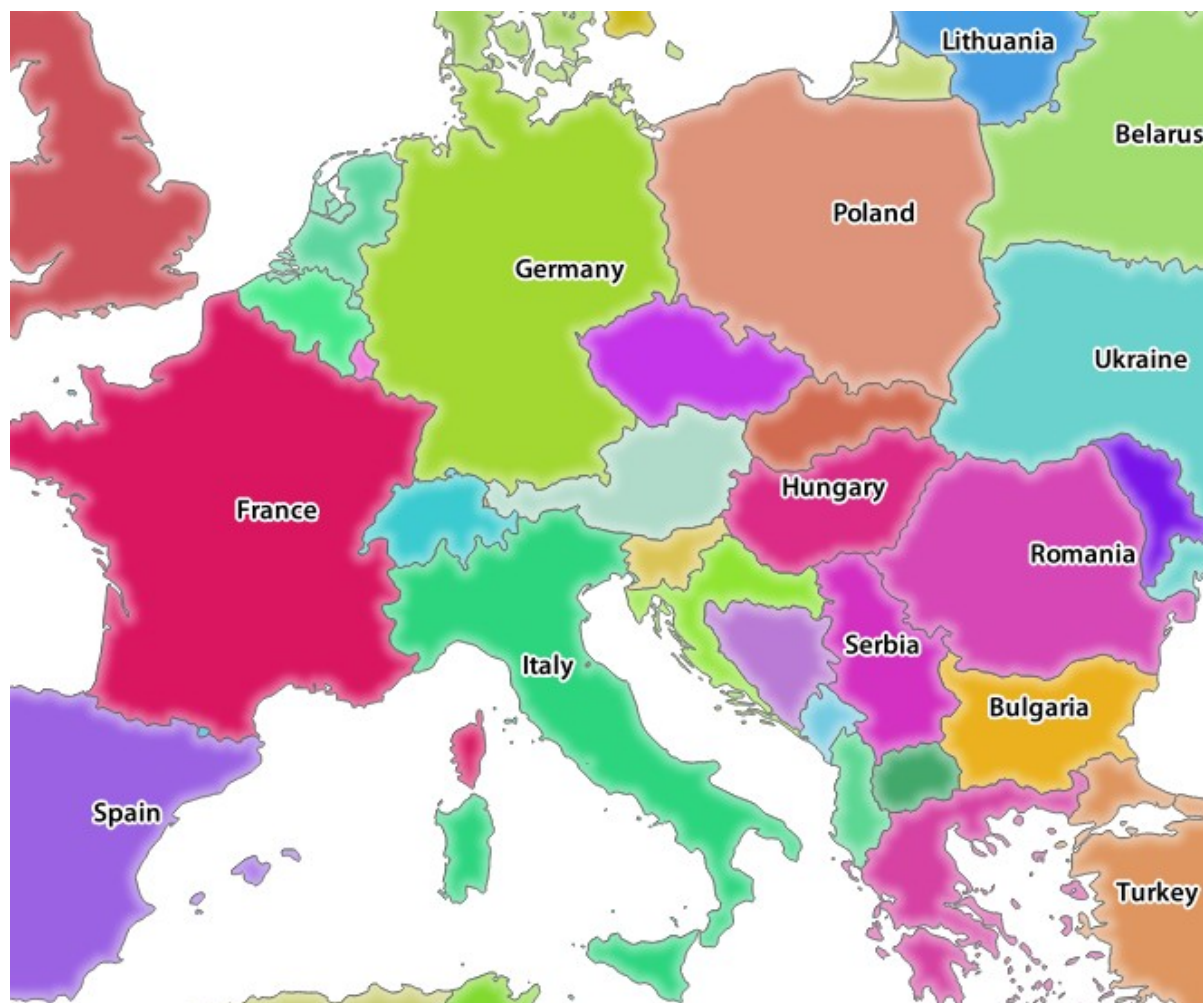 Lithuania
Belarus
Poland
Germany
Ukraine
Hungary
France
Romania
Serbia
Italy
Bulgaria
Spain
Turkey